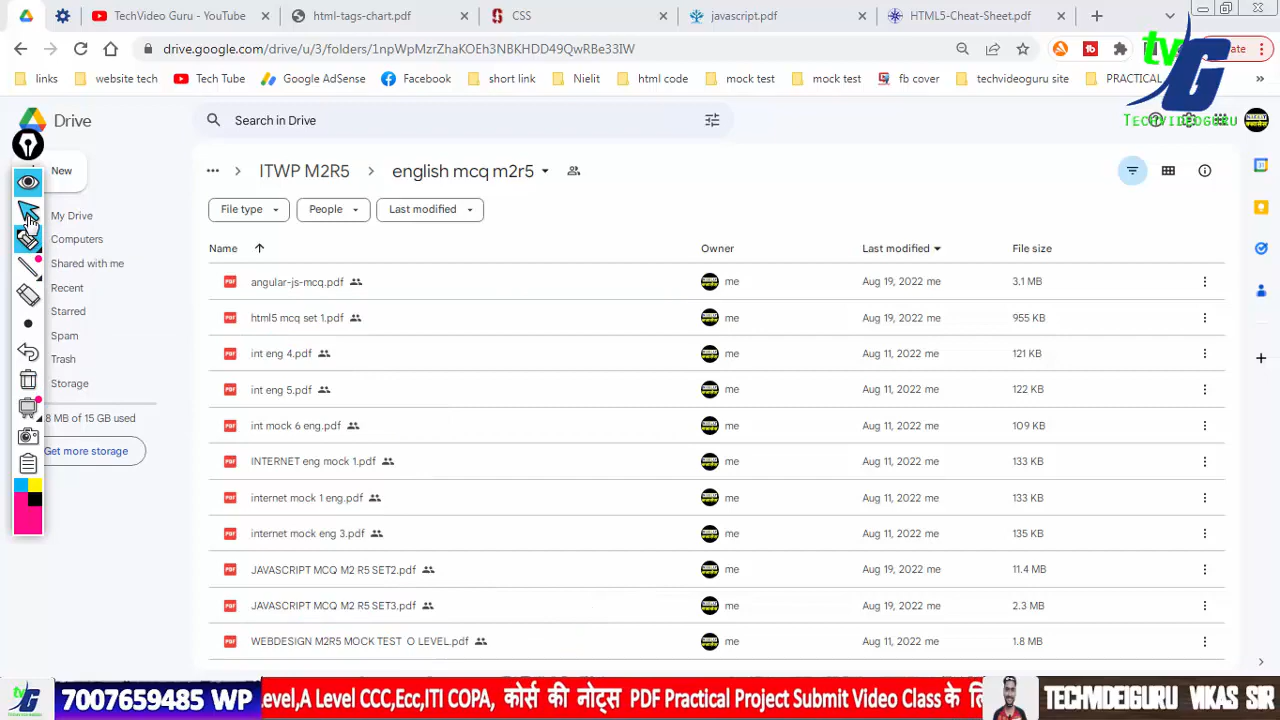 TechVideo Guru - YouTube
html-tags-chart.pdf
CSS
javascript.pdf
HTML5-Cheat-Sheet.pdf
drive.google.com/drive/u/3/folders/1npWpMzrZhKOEh3NBKHDD49QwRBe33IW
links
website tech
Tech Tube
Google AdSense
Facebook
short link
Nielit
html code
mock test
mock test
fb cover
techvideoguru site
PRACTICAL
TECHVIDEOGURU
Drive
Search in Drive
New
ITWP M2R5
english mcq m2r5
File type
People
Last modified
My Drive
Computers
Shared with me
Recent
Starred
Spam
Trash
Storage
8 MB of 15 GB used
Get more storage
Name Owner Last modified File size
angular-js-mcq.pdf me Aug 19, 2022 me 3.1 MB
html5 mcq set 1.pdf me Aug 19, 2022 me 955 KB
int eng 4.pdf me Aug 11, 2022 me 121 KB
int eng 5.pdf me Aug 11, 2022 me 122 KB
int mock 6 eng.pdf me Aug 11, 2022 me 109 KB
INTERNET eng mock 1.pdf me Aug 11, 2022 me 133 KB
internet mock 1 eng.pdf me Aug 11, 2022 me 133 KB
internet mock eng 3.pdf me Aug 11, 2022 me 135 KB
JAVASCRIPT MCQ M2 R5 SET2.pdf me Aug 19, 2022 me 11.4 MB
JAVASCRIPT MCQ M2 R5 SET3.pdf me Aug 19, 2022 me 2.3 MB
WEBDESIGN M2R5 MOCK TEST O LEVEL.pdf me Aug 11, 2022 me 1.8 MB
7007659485 WP
evel,A Level CCC,Ecc,ITI COPA, कोर्स की नोट्स PDF Practical Project Submit Video Class के
TECHVIDEIGURU VIKAS SIR